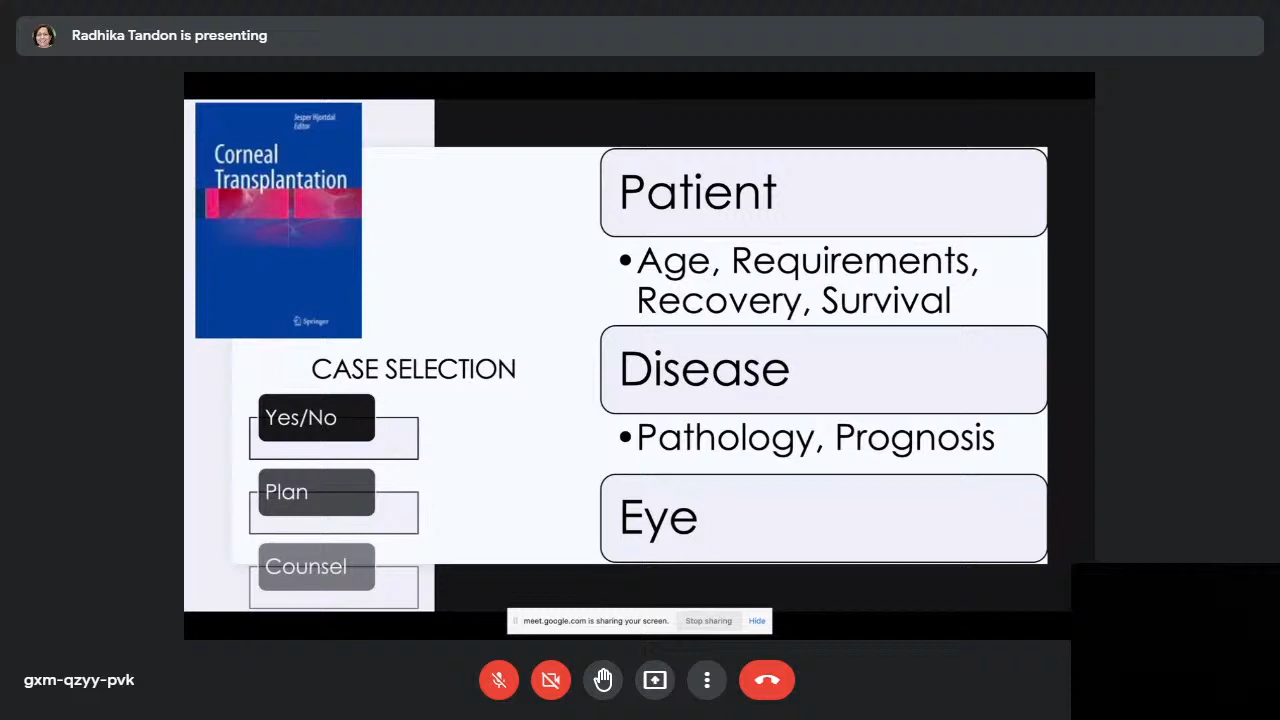 Radhika Tandon is presenting
Jesper Hjortdal
Editor
Corneal
Transplantation
Springer
CASE SELECTION
Yes/No
Plan
Counsel
Patient
•Age, Requirements,
Recovery, Survival
Disease
•Pathology, Prognosis
Eye
meet.google.com is sharing your screen. Stop sharing Hide
gxm-qzyy-pvk